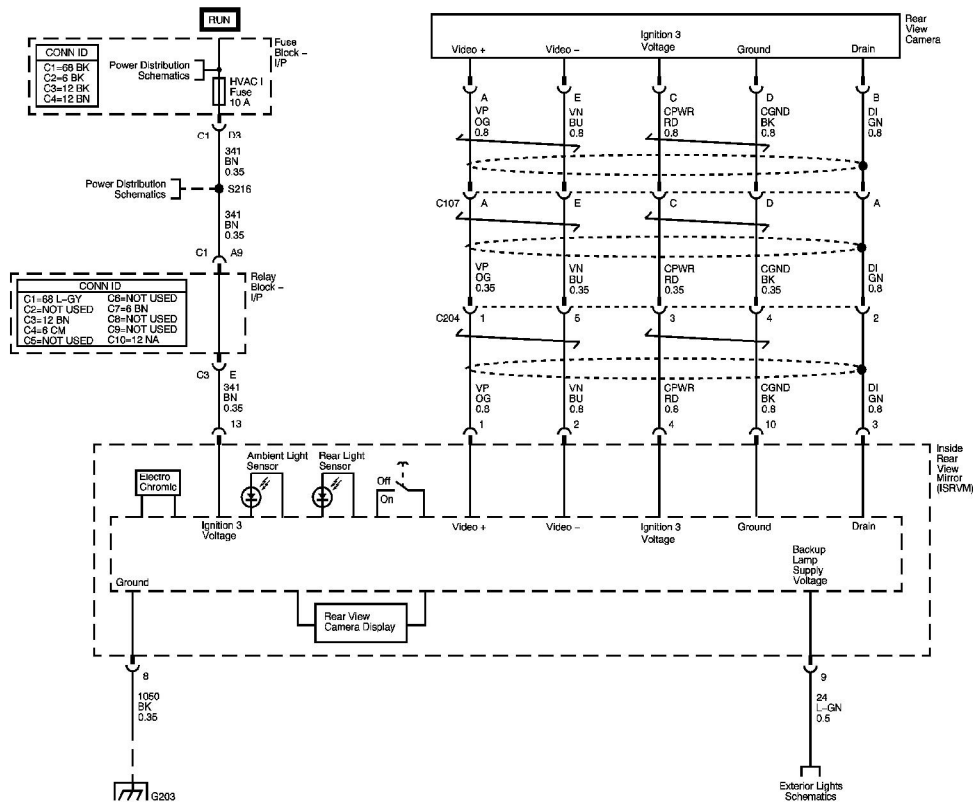 RUN
Fuse
Block –
I/P
CONN ID
C1=68 BK
C2=6 BK
C3=12 BK
C4=12 BN
Power Distribution
Schematics
HVAC I
Fuse
10 A
C1 D3
341
BN
0.35
Power Distribution
Schematics
S216
341
BN
0.35
C1 A9
Relay
Block –
I/P
CONN ID
C1=68 L–GY C6=NOT USED
C2=NOT USED C7=6 BN
C3=12 BN C8=NOT USED
C4=6 CM C9=NOT USED
C5=NOT USED C10=12 NA
C3 E
341
BN
0.35
13
Rear
View
Camera
Video + Video – Ignition 3 Voltage Ground Drain
A E C D B
VP VN CPWR CGND DI
OG BU RD BK GN
0.8 0.8 0.8 0.8 0.8
C107 A E C D A
VP VN CPWR CGND DI
OG BU RD BK GN
0.35 0.35 0.35 0.35 0.8
C204 1 5 3 4 2
VP VN CPWR CGND DI
OG BU RD BK GN
0.8 0.8 0.8 0.8 0.8
1 2 4 10 3
Inside
Rear
View
Mirror
(ISRVM)
Electro
Chromic
Ambient Light
Sensor
Rear Light
Sensor
Off
On
Ignition 3
Voltage
Video + Video – Ignition 3 Voltage Ground Drain
Ground
Backup
Lamp
Supply
Voltage
Rear View
Camera Display
8
1050
BK
0.35
G203
9
24
L–GN
0.5
Exterior Lights
Schematics